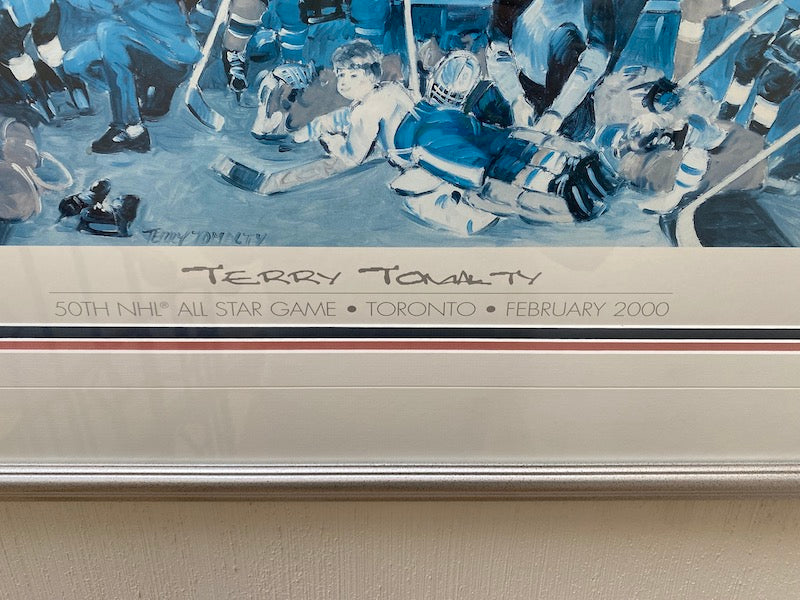 TERRY TOMALTY
TERRY TOMALTY
50TH NHL® ALL STAR GAME • TORONTO • FEBRUARY 2000